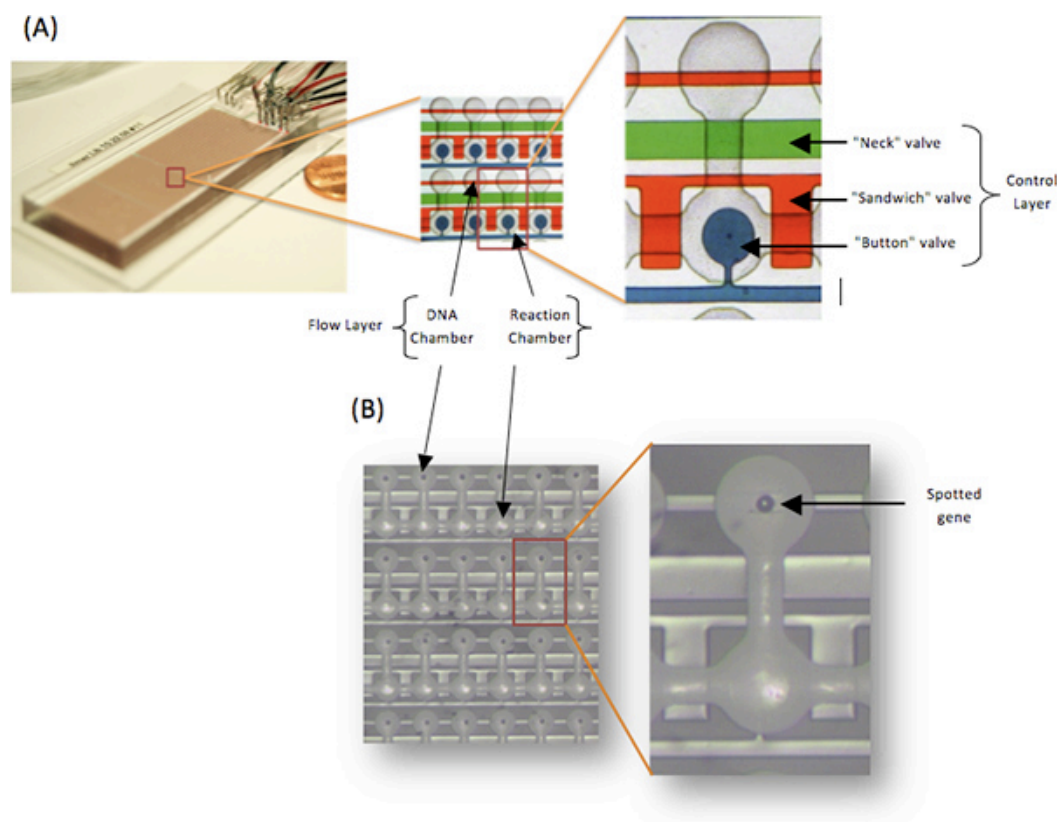 (A)
"Neck" valve
"Sandwich" valve
"Button" valve
Control
Layer
Flow Layer
DNA
Chamber
Reaction
Chamber
(B)
Spotted
gene